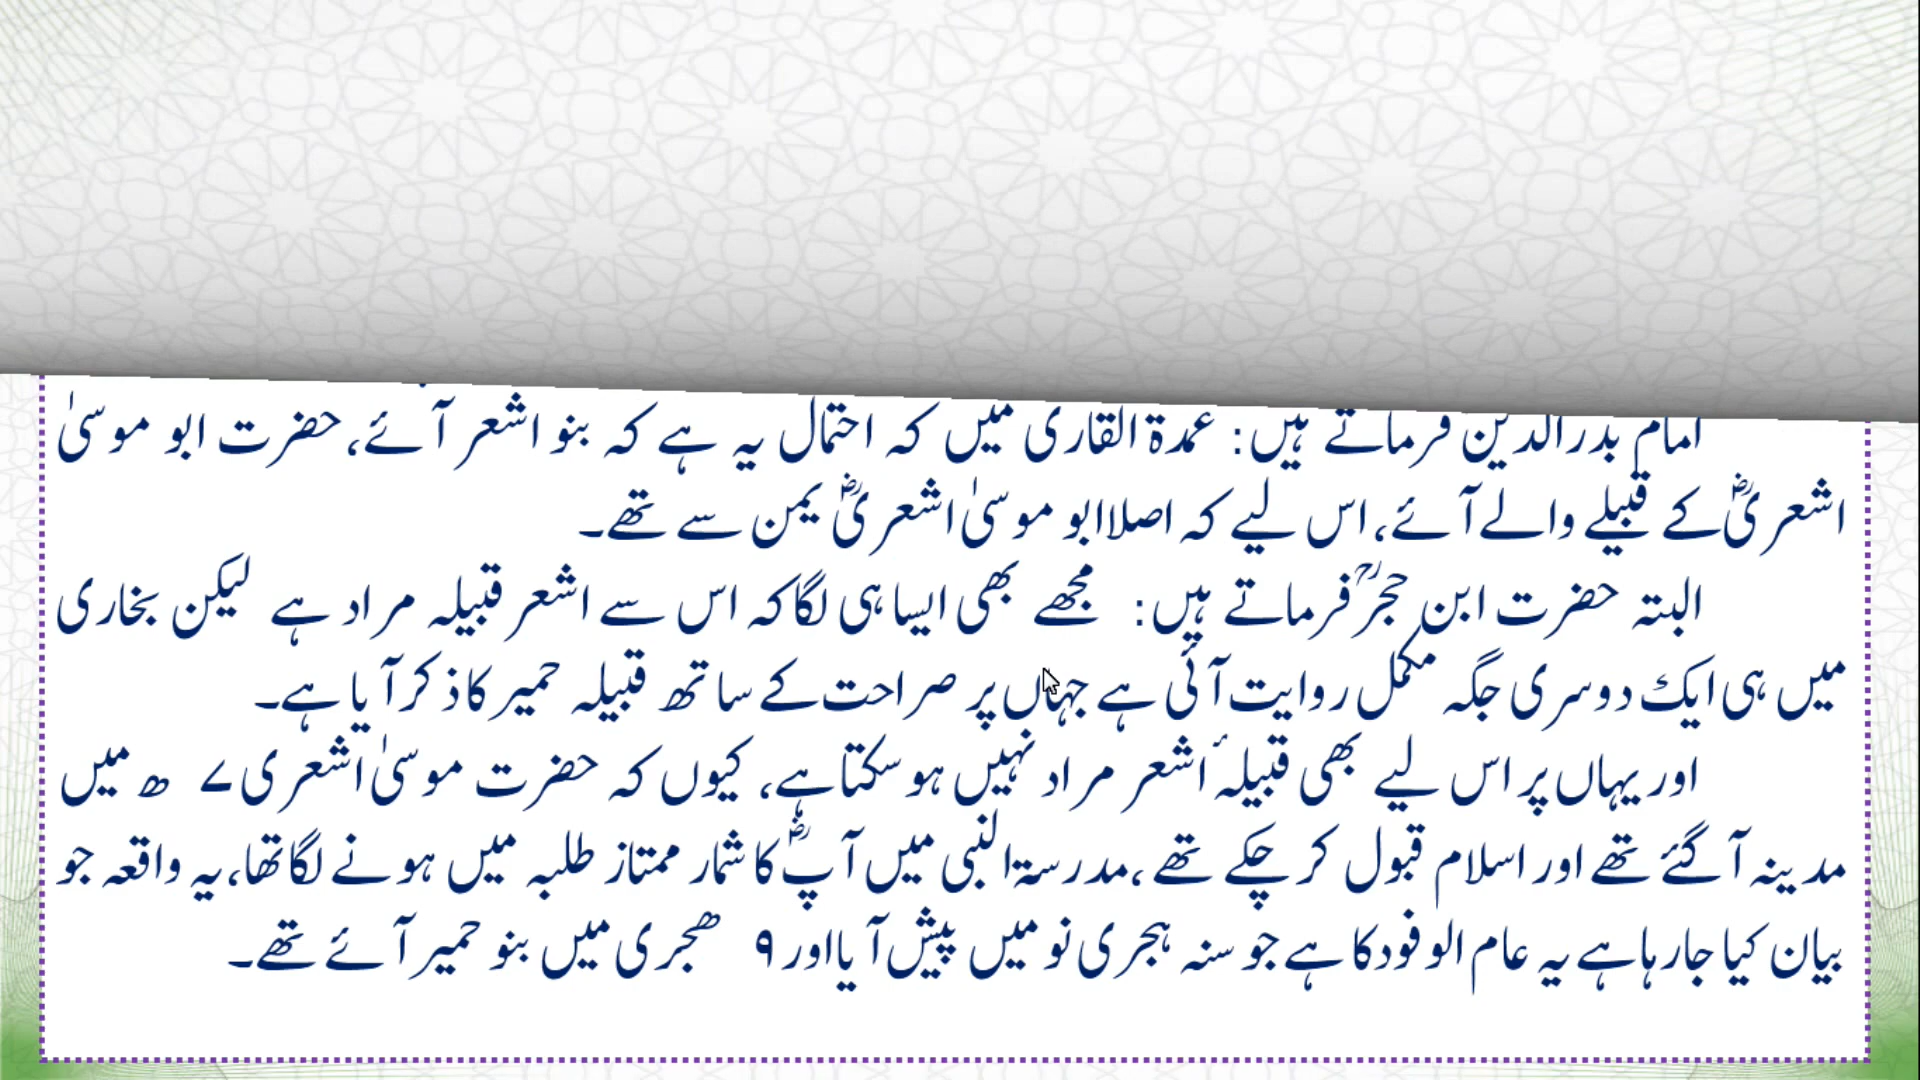 امام بدرالدین فرماتے ہیں: عمدۃ القاری میں کہ احتمال یہ ہے کہ بنو اشعر آئے، حضرت ابو موسیٰ
اشعریؓ کے قبیلے والے آئے، اس لیے کہ اصلا ابو موسیٰ اشعریؓ یمن سے تھے۔
البتہ حضرت ابن حجرؒ فرماتے ہیں: مجھے بھی ایسا ہی لگا کہ اس سے اشعر قبیلہ مراد ہے لیکن بخاری
میں ہی ایک دوسری جگہ مکمل روایت آئی ہے جہاں پر صراحت کے ساتھ قبیلہ حمیر کا ذکر آیا ہے۔
اور یہاں پر اس لیے بھی قبیلۂ اشعر مراد نہیں ہو سکتا ہے، کیوں کہ حضرت موسیٰ اشعری ۷ ھ میں
مدینہ آ گئے تھے اور اسلام قبول کر چکے تھے، مدرسۃ النبی میں آپؓ کا شمار ممتاز طلبہ میں ہونے لگا تھا، یہ واقعہ جو
بیان کیا جا رہا ہے یہ عام الوفود کا ہے جو سنہ ہجری نو میں پیش آیا اور ۹ ھجری میں بنو حمیر آئے تھے۔